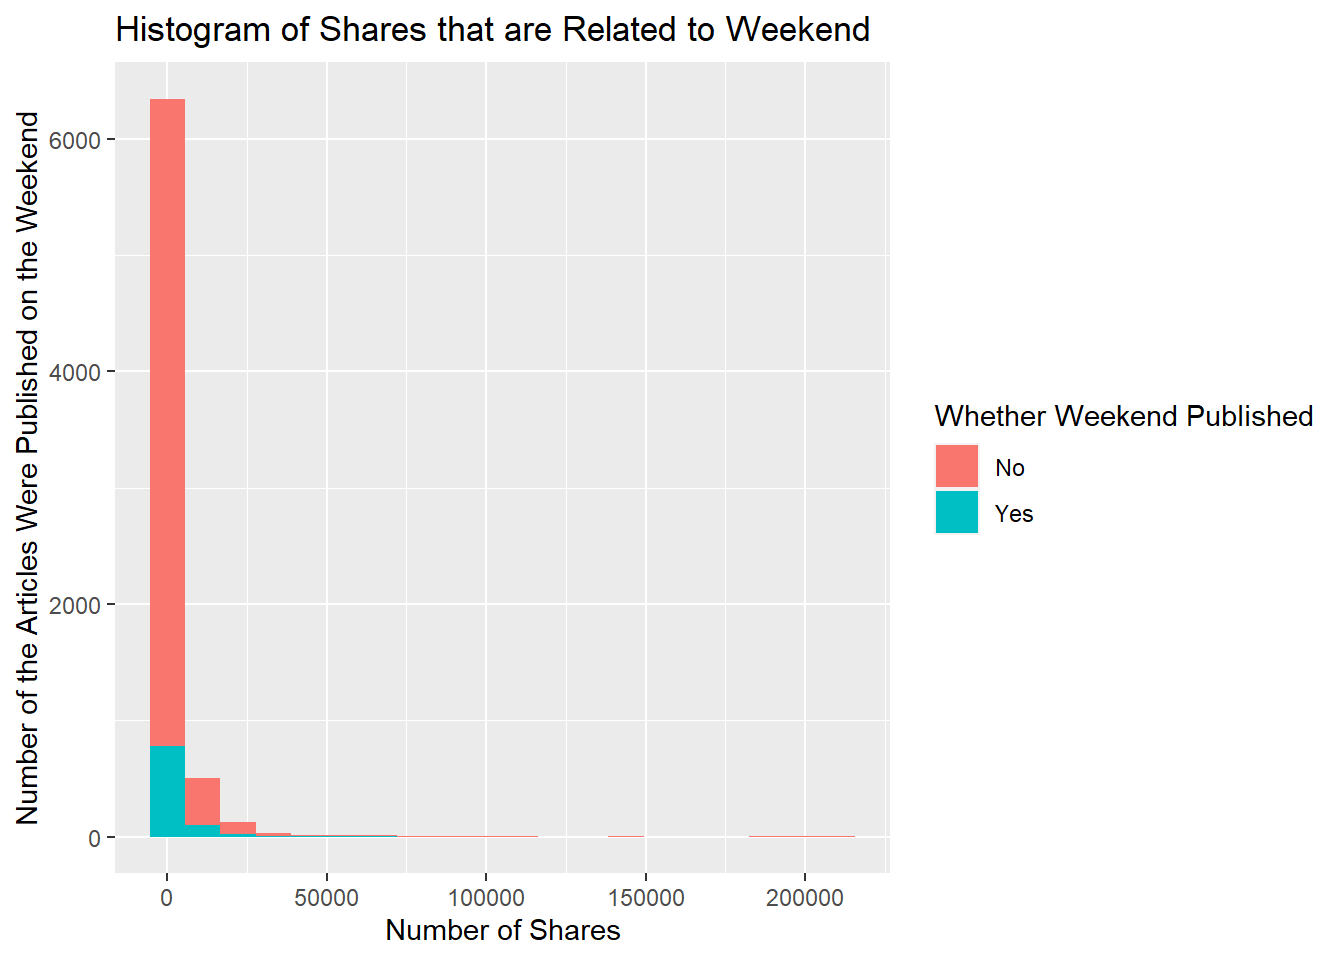 Histogram of Shares that are Related to Weekend
Number of the Articles Were Published on the Weekend
6000
4000
2000
0
0 50000 100000 150000 200000
Number of Shares
Whether Weekend Published
No
Yes